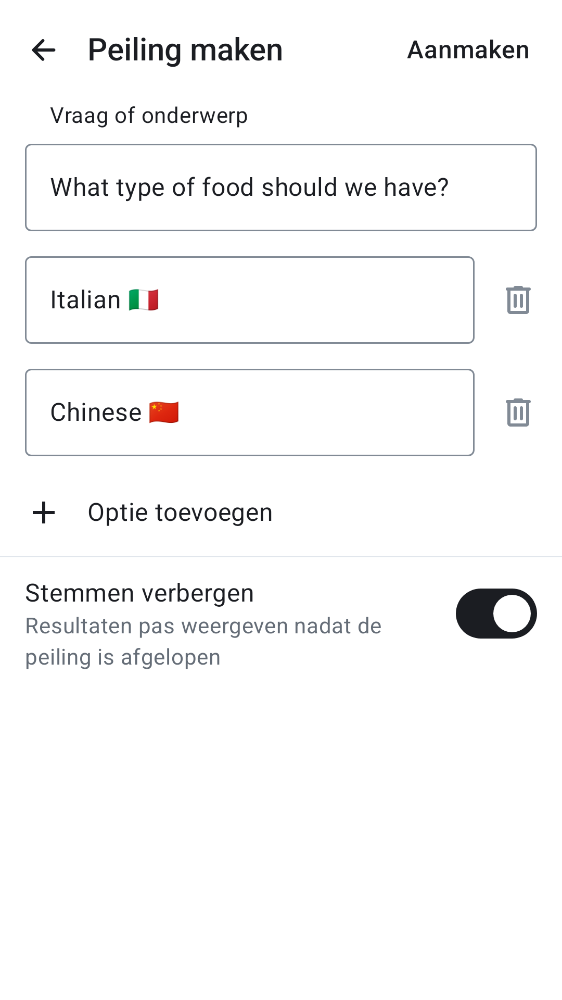 Peiling maken
Aanmaken
Vraag of onderwerp
What type of food should we have?
Italian 🇮🇹
Chinese 🇨🇳
Optie toevoegen
Stemmen verbergen
Resultaten pas weergeven nadat de
peiling is afgelopen